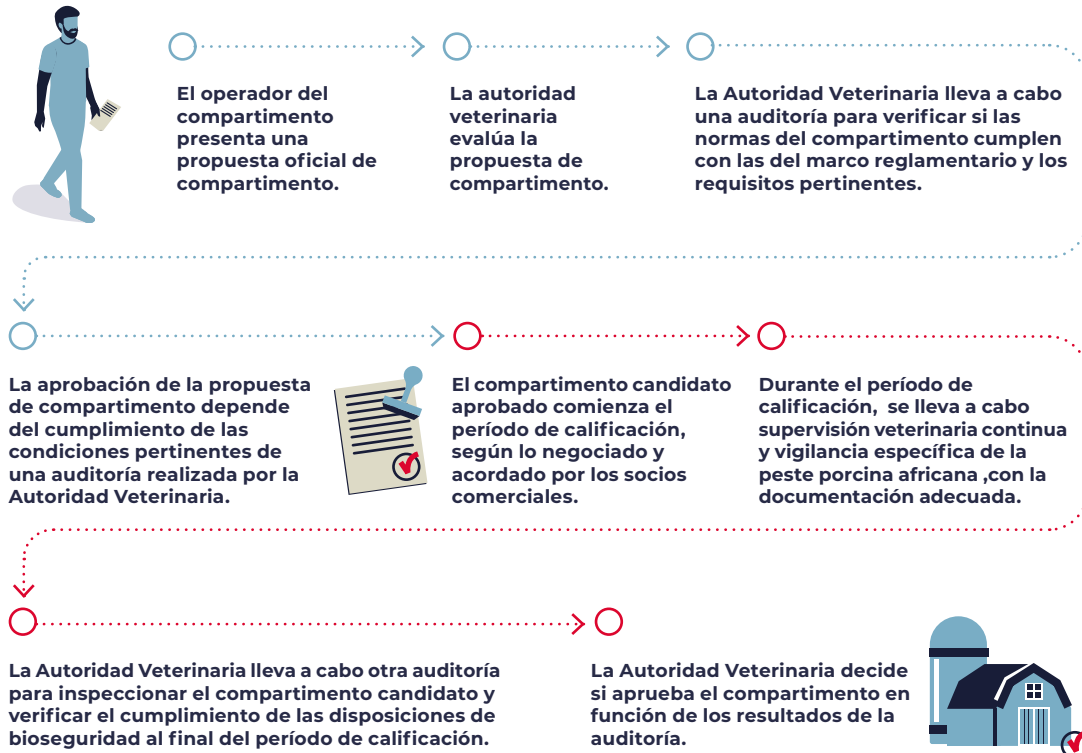 El operador del
compartimento
presenta una
propuesta oficial de
compartimento.
La autoridad
veterinaria
evalúa la
propuesta de
compartimento.
La Autoridad Veterinaria lleva a cabo
una auditoría para verificar si las
normas del compartimento cumplen
con las del marco reglamentario y los
requisitos pertinentes.
La aprobación de la propuesta
de compartimento depende
del cumplimiento de las
condiciones pertinentes de
una auditoría realizada por la
Autoridad Veterinaria.
El compartimento candidato
aprobado comienza el
período de calificación,
según lo negociado y
acordado por los socios
comerciales.
Durante el período de
calificación, se lleva a cabo
supervisión veterinaria continua
y vigilancia específica de la
peste porcina africana ,con la
documentación adecuada.
La Autoridad Veterinaria lleva a cabo otra auditoría
para inspeccionar el compartimento candidato y
verificar el cumplimiento de las disposiciones de
bioseguridad al final del período de calificación.
La Autoridad Veterinaria decide
si aprueba el compartimento en
función de los resultados de la
auditoría.